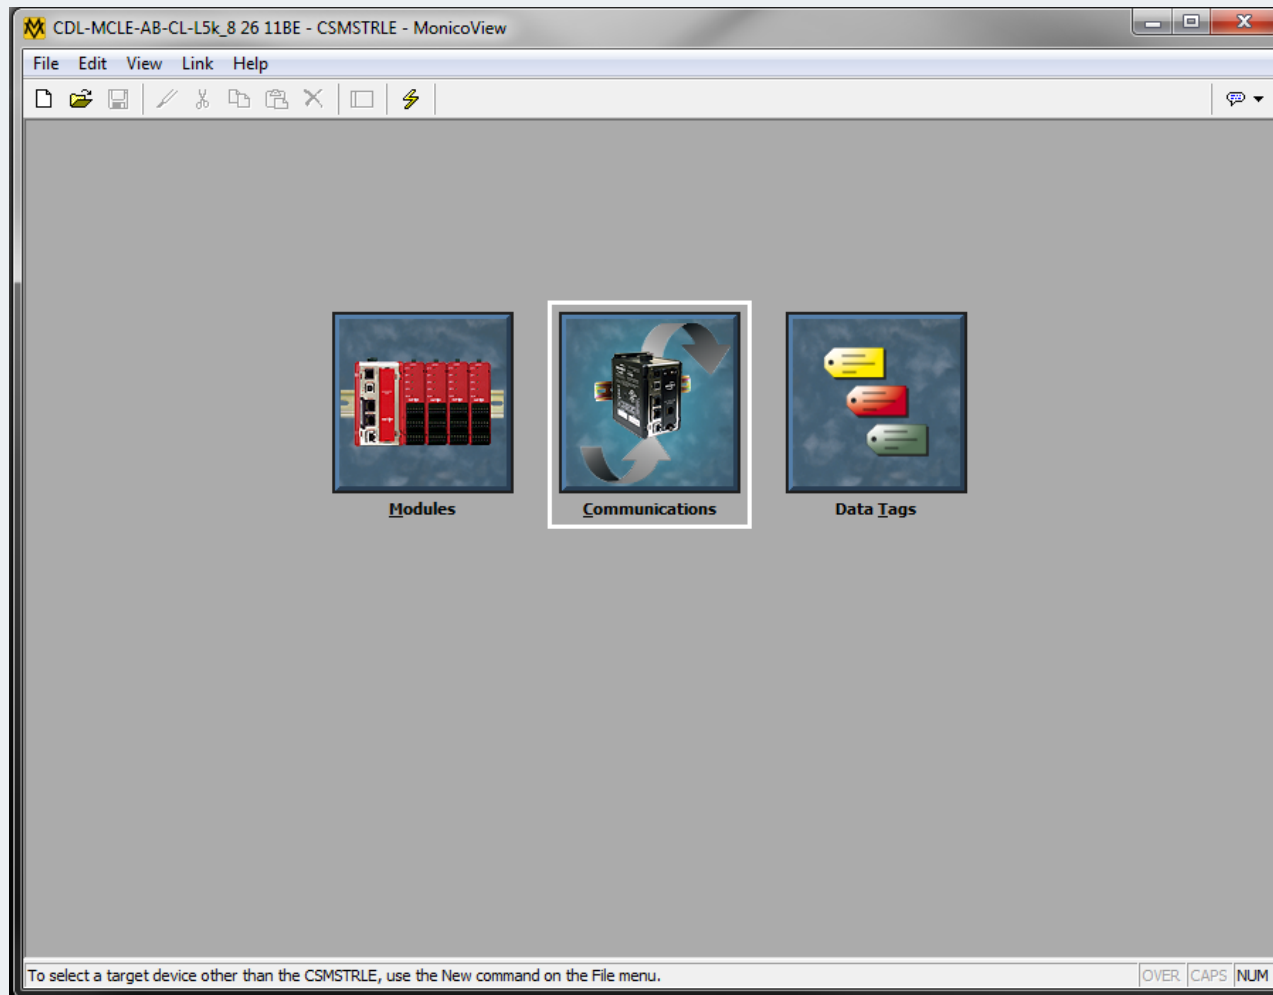 CDL-MCLE-AB-CL-L5k_8 26 11BE - CSMSTRLE - MonicoView
File Edit View Link Help
Modules Communications Data Tags
To select a target device other than the CSMSTRLE, use the New command on the File menu. OVER CAPS NUM